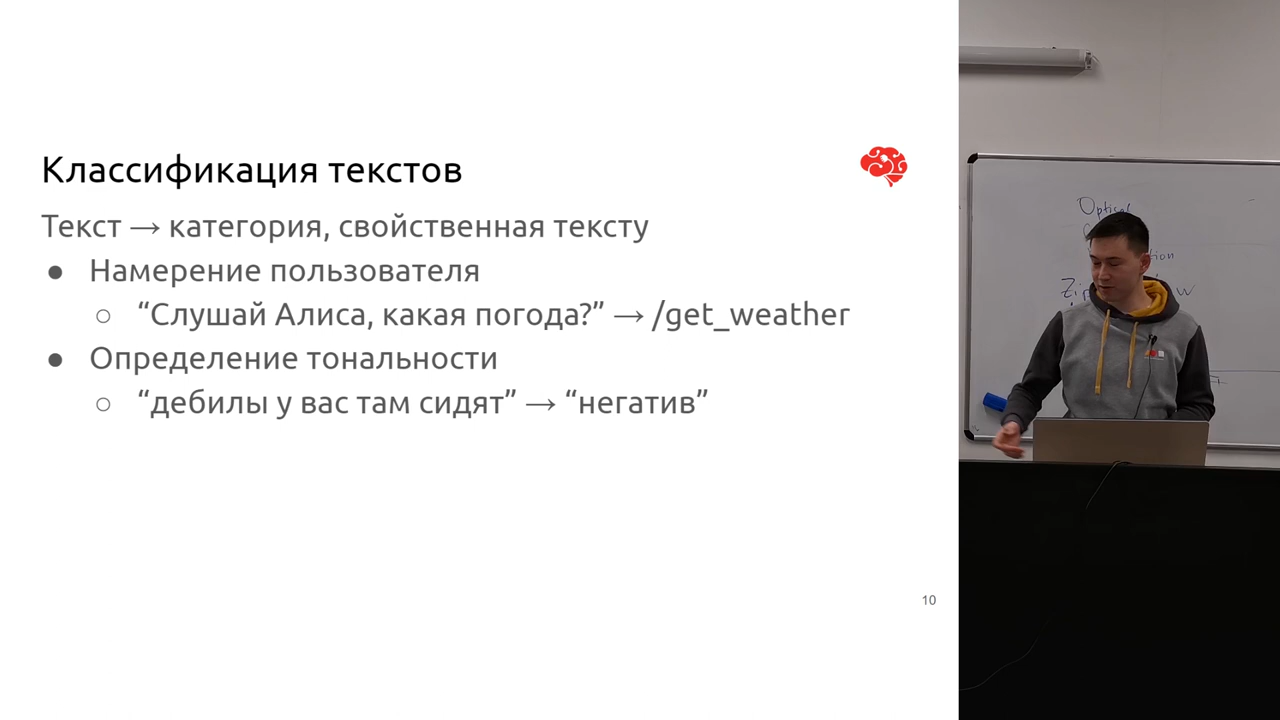 Классификация текстов
Текст → категория, свойственная тексту
● Намерение пользователя
○ “Слушай Алиса, какая погода?” → /get_weather
● Определение тональности
○ “дебилы у вас там сидят” → “негатив”
10
Optical